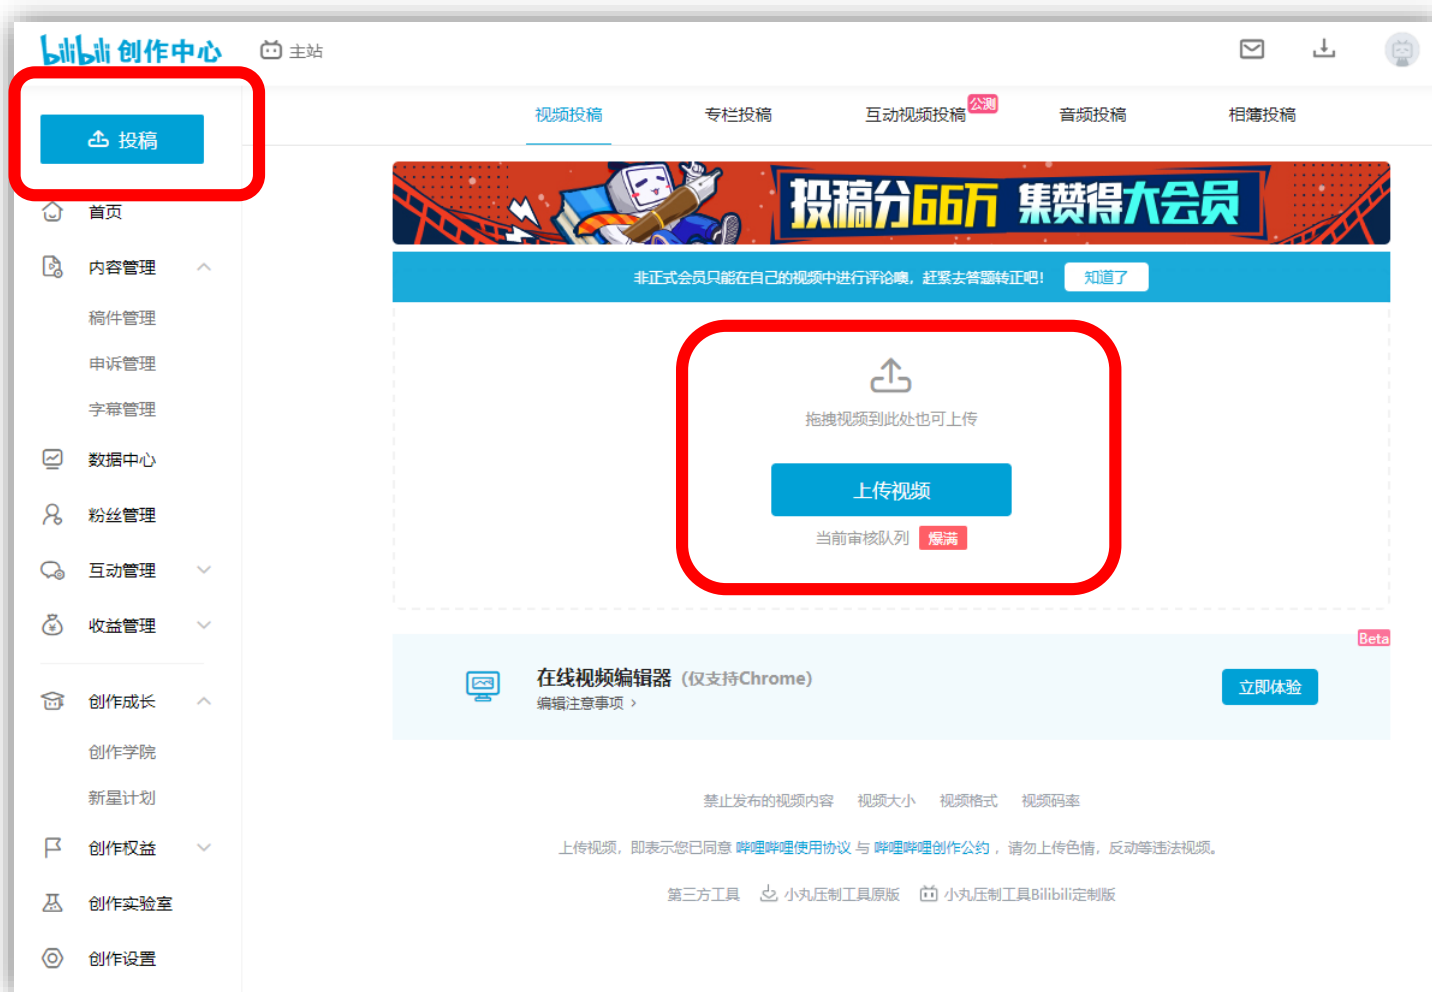 bilibili 创作中心 主站
投稿
视频投稿 专栏投稿 互动视频投稿 公测 音频投稿 相簿投稿
投稿分66万 集赞得大会员
首页
内容管理
非正式会员只能在自己的视频中进行评论噢，赶紧去答题转正吧！ 知道了
稿件管理
申诉管理
字幕管理
拖拽视频到此处也可上传
数据中心
上传视频
粉丝管理
当前审核队列 爆满
互动管理
收益管理
Beta
在线视频编辑器（仅支持Chrome）
编辑注意事项 >
立即体验
创作成长
创作学院
新星计划
禁止发布的视频内容 视频大小 视频格式 视频码率
创作权益
上传视频，即表示您已同意 哔哩哔哩使用协议 与 哔哩哔哩创作公约 ，请勿上传色情，反动等违法视频。
第三方工具 小丸压制工具原版 小丸压制工具Bilibili定制版
创作实验室
创作设置